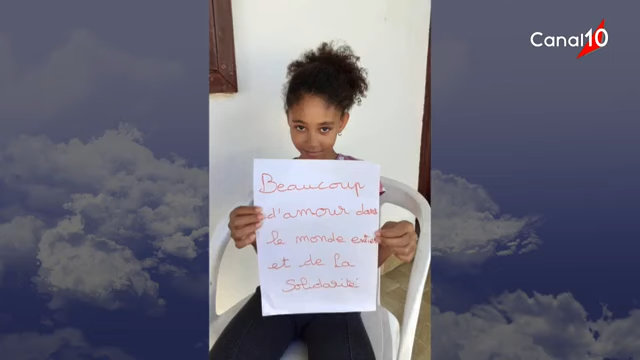 Canal10
Beaucoup
d'amour dans
le monde entier
et de la
Solidarité